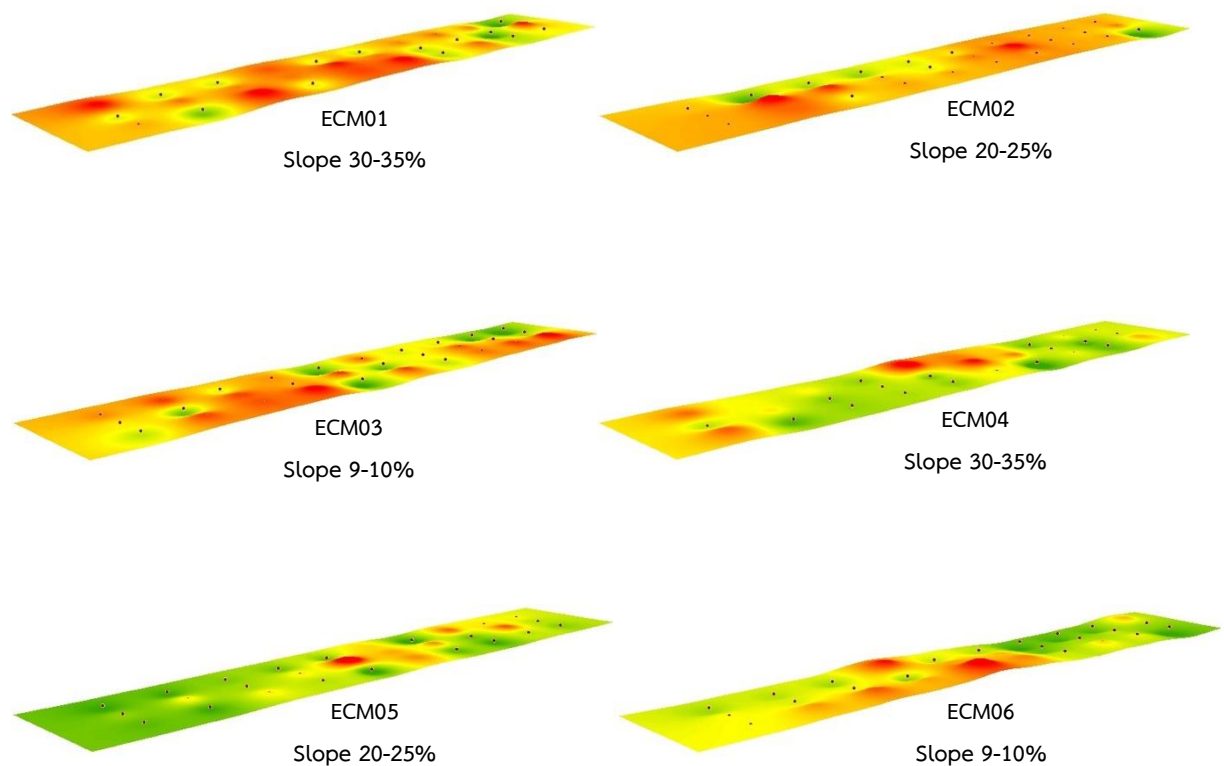 ECM01
Slope 30-35%
ECM02
Slope 20-25%
ECM03
Slope 9-10%
ECM04
Slope 30-35%
ECM05
Slope 20-25%
ECM06
Slope 9-10%